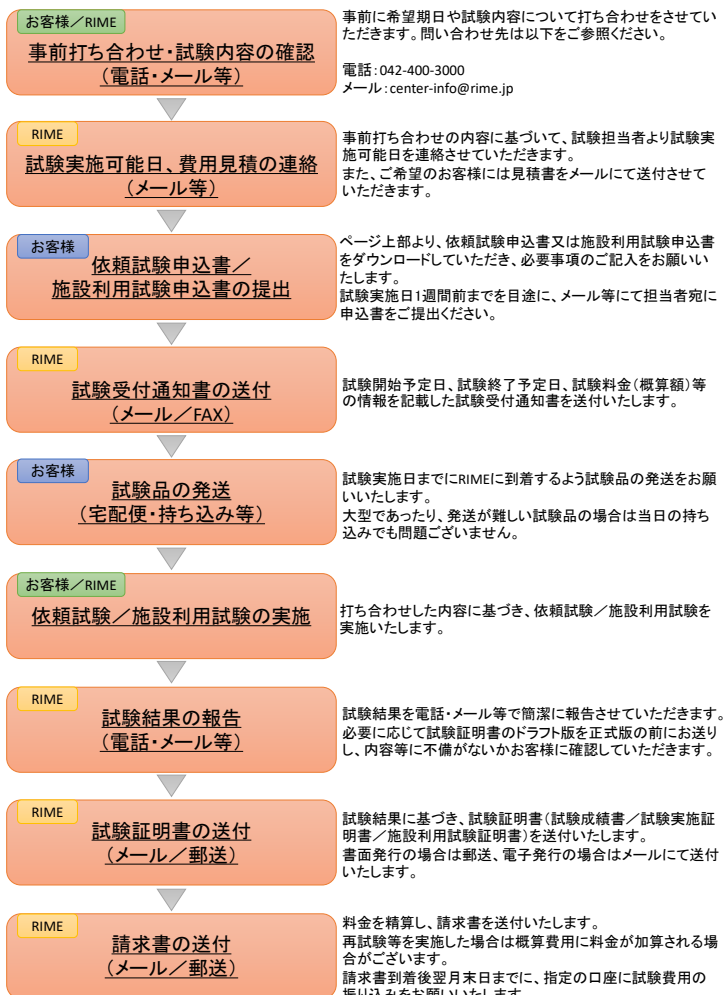 お客様／RIME
事前打ち合わせ・試験内容の確認
（電話・メール等）
事前に希望期日や試験内容について打ち合わせをさせてい
ただきます。問い合わせ先は以下をご参照ください。
電話：042-400-3000
メール：center-info@rime.jp
RIME
試験実施可能日、費用見積の連絡
（メール等）
事前打ち合わせの内容に基づいて、試験担当者より試験実
施可能日を連絡させていただきます。
また、ご希望のお客様には見積書をメールにて送付させて
いただきます。
お客様
依頼試験申込書／
施設利用試験申込書の提出
ページ上部より、依頼試験申込書又は施設利用試験申込書
をダウンロードしていただき、必要事項のご記入をお願いい
たします。
試験実施日1週間前までを目途に、メール等にて担当者宛に
申込書をご提出ください。
RIME
試験受付通知書の送付
（メール／FAX）
試験開始予定日、試験終了予定日、試験料金（概算額）等
の情報を記載した試験受付通知書を送付いたします。
お客様
試験品の発送
（宅配便・持ち込み等）
試験実施日までにRIMEに到着するよう試験品の発送をお願
いいたします。
大型であったり、発送が難しい試験品の場合は当日の持ち
込みでも問題ございません。
お客様／RIME
依頼試験／施設利用試験の実施
打ち合わせした内容に基づき、依頼試験／施設利用試験を
実施いたします。
RIME
試験結果の報告
（電話・メール等）
試験結果を電話・メール等で簡潔に報告させていただきます。
必要に応じて試験証明書のドラフト版を正式版の前にお送り
し、内容等に不備がないかお客様に確認していただきます。
RIME
試験証明書の送付
（メール／郵送）
試験結果に基づき、試験証明書（試験成績書／試験実施証
明書／施設利用試験証明書）を送付いたします。
書面発行の場合は郵送、電子発行の場合はメールにて送付
いたします。
RIME
請求書の送付
（メール／郵送）
料金を精算し、請求書を送付いたします。
再試験等を実施した場合は概算費用に料金が加算される場
合がございます。
請求書到着後翌月末日までに、指定の口座に試験費用の
振り込みをお願いいたします。